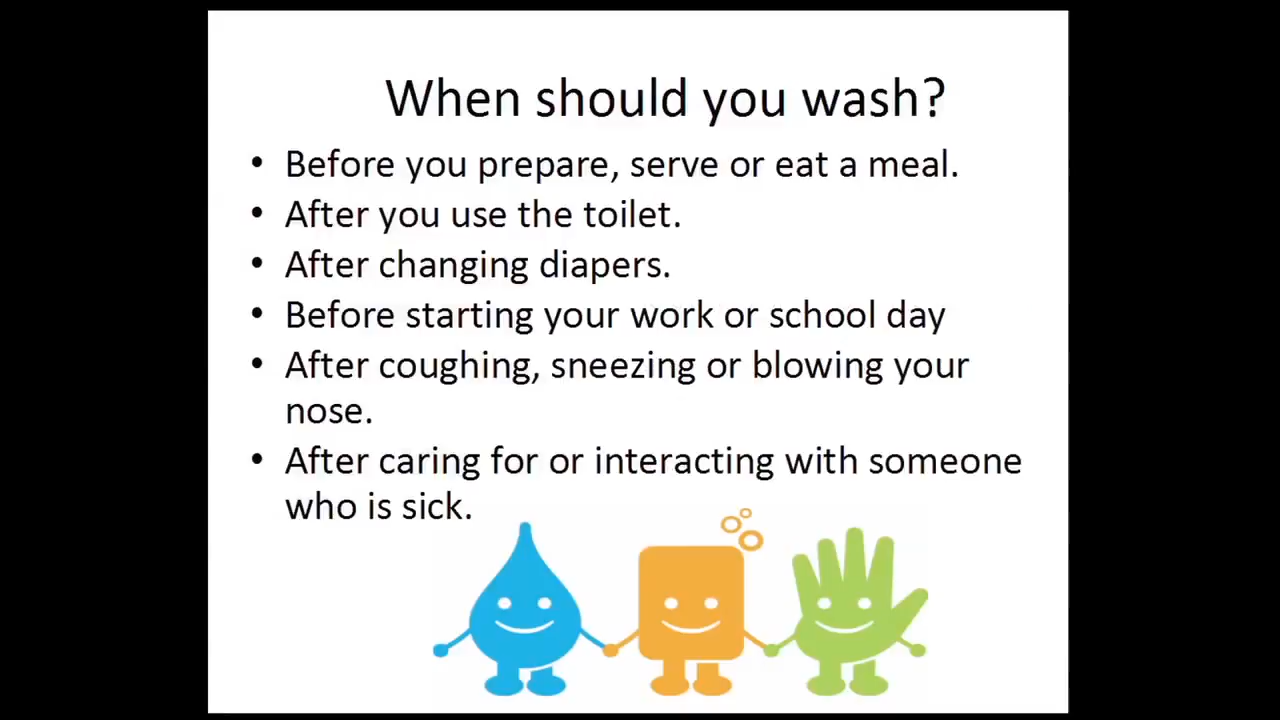 When should you wash?
• Before you prepare, serve or eat a meal.
• After you use the toilet.
• After changing diapers.
• Before starting your work or school day
• After coughing, sneezing or blowing your
nose.
• After caring for or interacting with someone
who is sick.